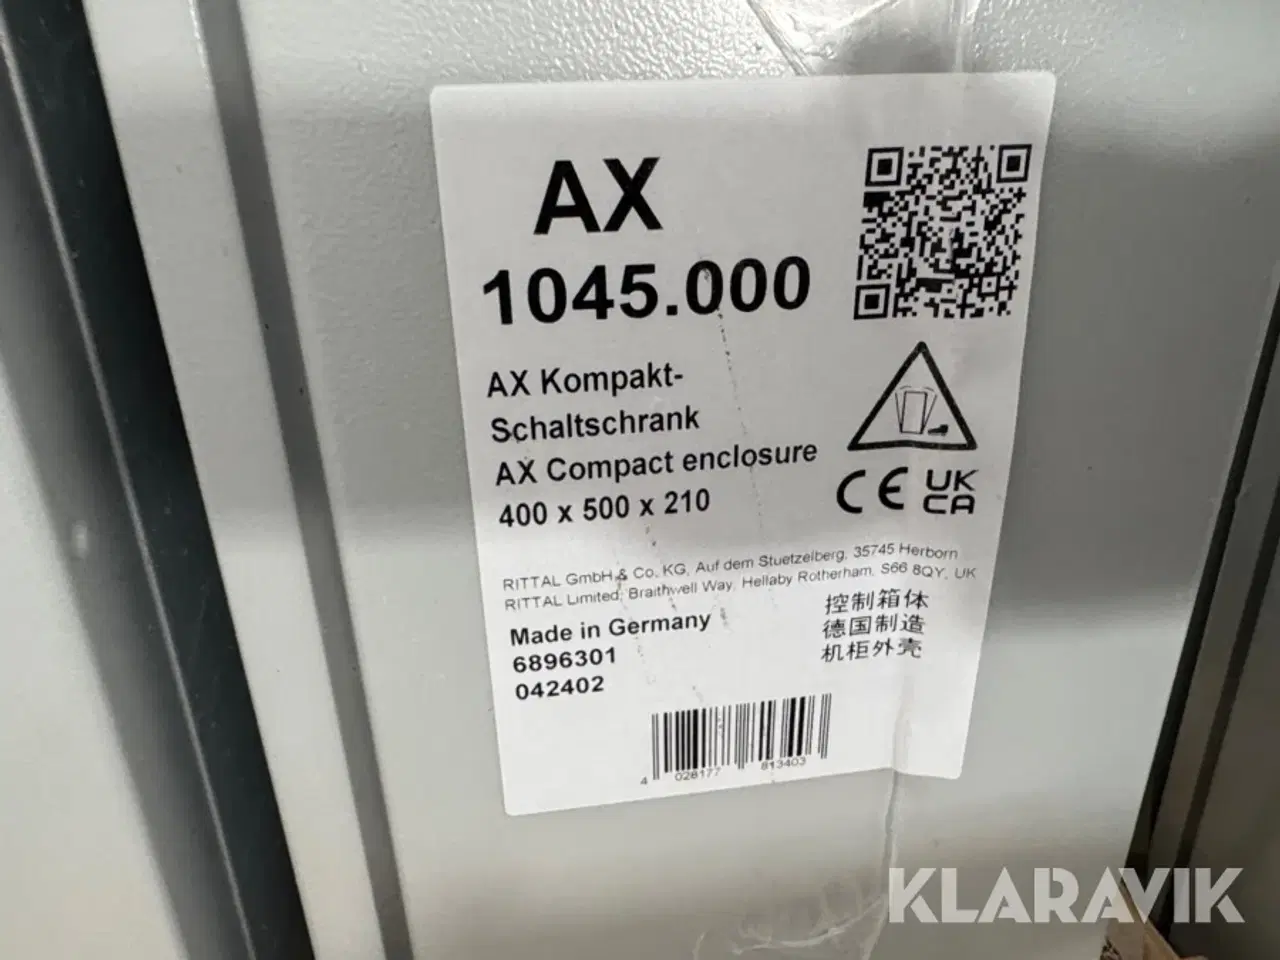 AX
1045.000
AX Kompakt-
Schaltschrank
AX Compact enclosure
400 x 500 x 210
CE UK
CA
RITTAL GmbH & Co. KG, Auf dem Stuetzelberg, 35745 Herborn
RITTAL Limited, Braithwell Way, Hellaby Rotherham, S66 8QY, UK
Made in Germany
6896301
042402
控制箱体
德国制造
机柜外壳
4 028177 813403
KLARAVIK